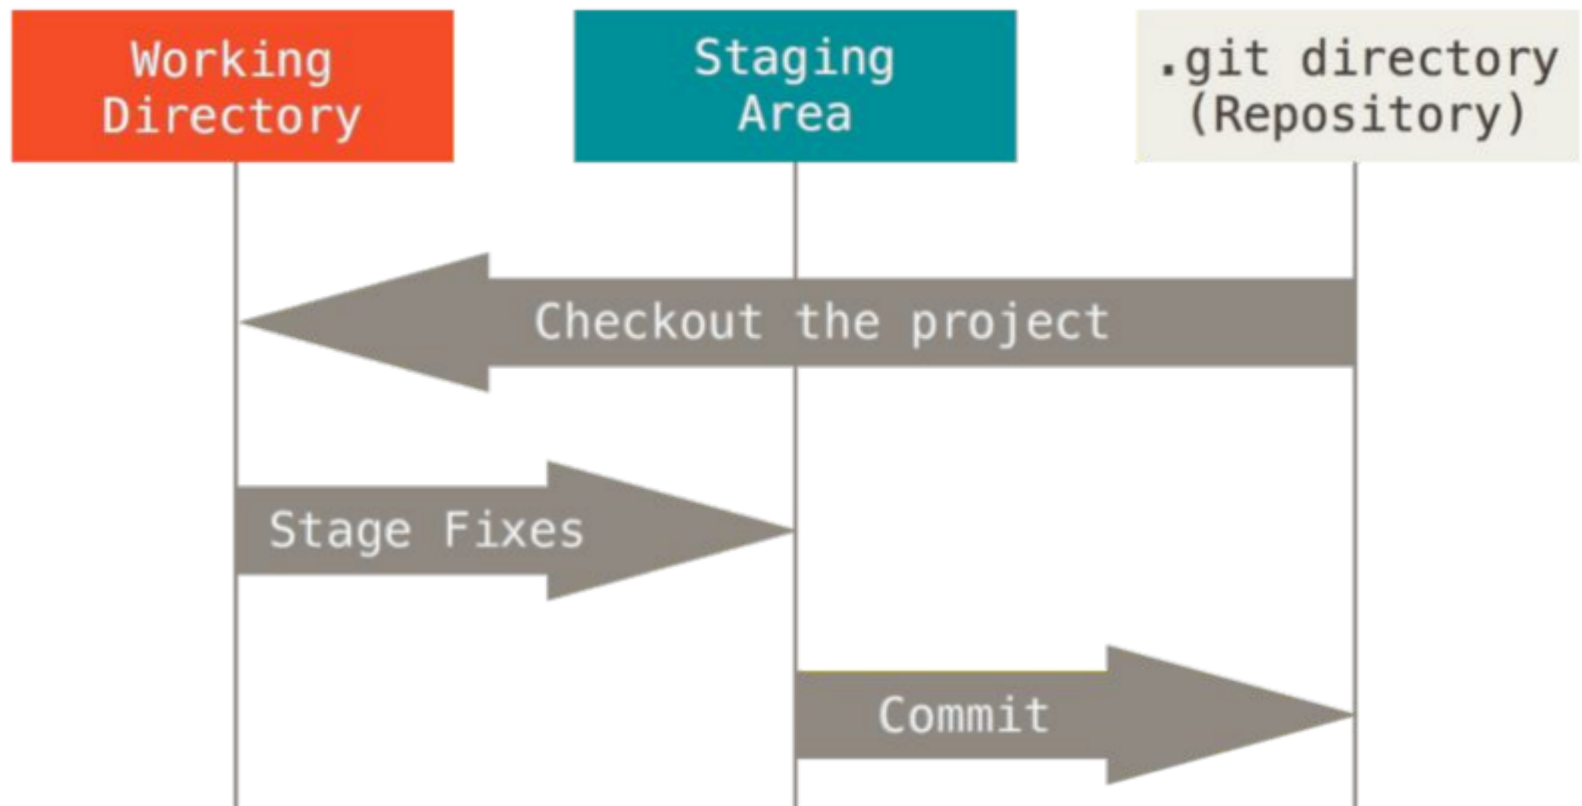 Working
Directory
Staging
Area
.git directory
(Repository)
Checkout the project
Stage Fixes
Commit